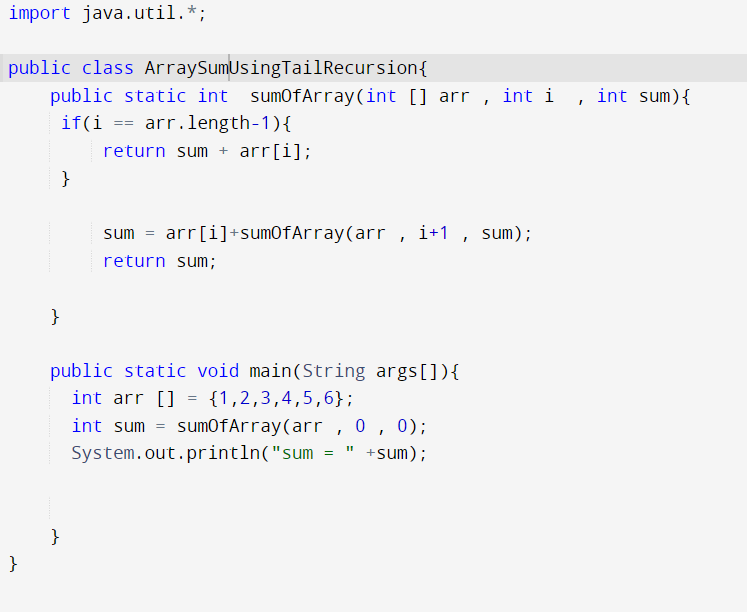 import java.util.*;
public class ArraySumUsingTailRecursion{
public static int  sumOfArray(int [] arr , int i  , int sum){
if(i == arr.length-1){
return sum + arr[i];
}
sum = arr[i]+sumOfArray(arr , i+1 , sum);
return sum;
}
public static void main(String args[]){
int arr [] = {1,2,3,4,5,6};
int sum = sumOfArray(arr , 0 , 0);
System.out.println("sum = " +sum);
}
}